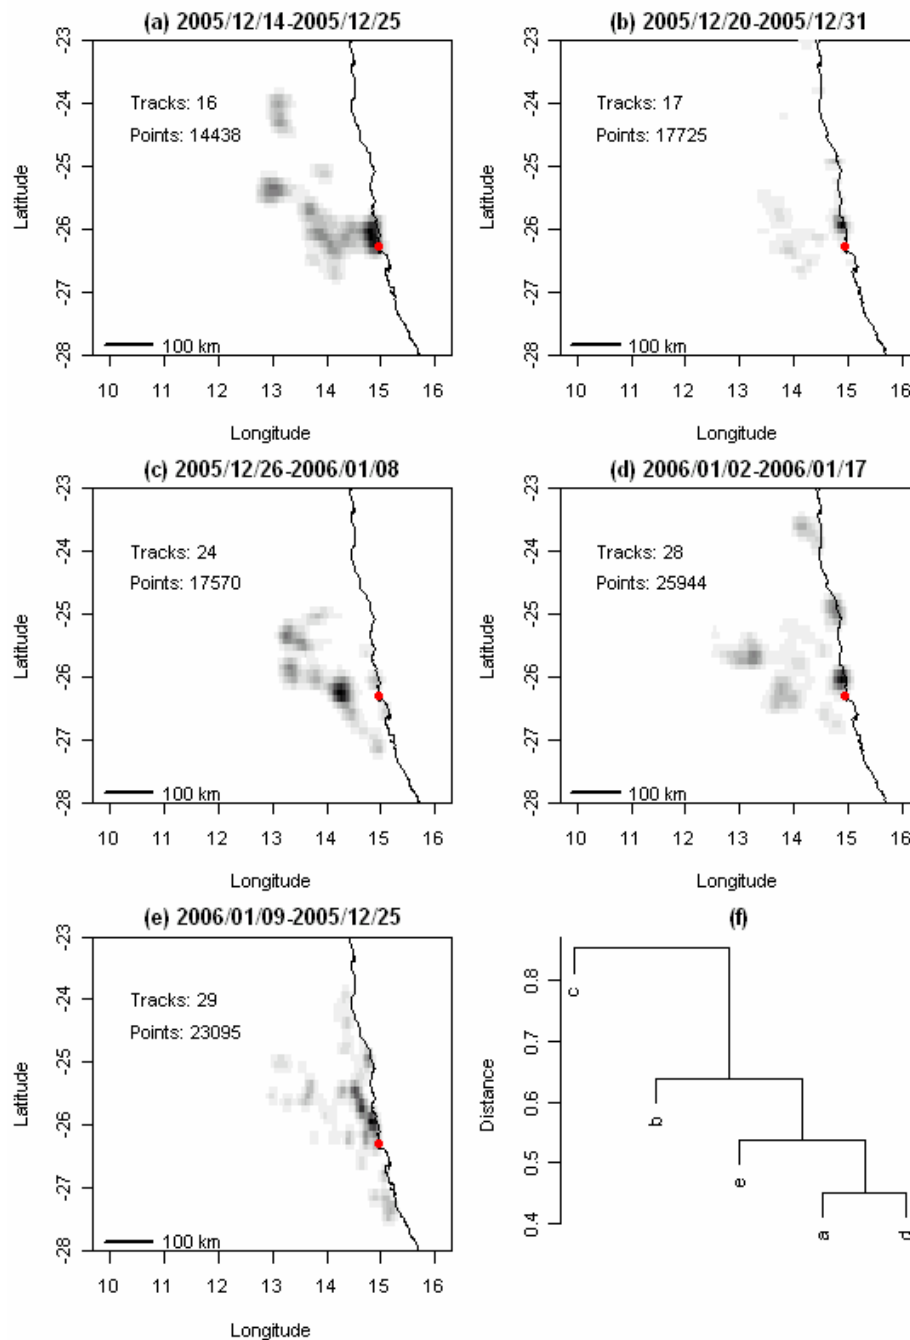 (a) 2005/12/14-2005/12/25
Latitude
-23
-24
-25
-26
-27
-28
Tracks: 16
Points: 14438
100 km
10 11 12 13 14 15 16
Longitude
(b) 2005/12/20-2005/12/31
Latitude
-23
-24
-25
-26
-27
-28
Tracks: 17
Points: 17725
100 km
10 11 12 13 14 15 16
Longitude
(c) 2005/12/26-2006/01/08
Latitude
-23
-24
-25
-26
-27
-28
Tracks: 24
Points: 17570
100 km
10 11 12 13 14 15 16
Longitude
(d) 2006/01/02-2006/01/17
Latitude
-23
-24
-25
-26
-27
-28
Tracks: 28
Points: 25944
100 km
10 11 12 13 14 15 16
Longitude
(e) 2006/01/09-2005/12/25
Latitude
-23
-24
-25
-26
-27
-28
Tracks: 29
Points: 23095
100 km
10 11 12 13 14 15 16
Longitude
(f)
Distance
0.8
0.7
0.6
0.5
0.4
c
b
e
a
d